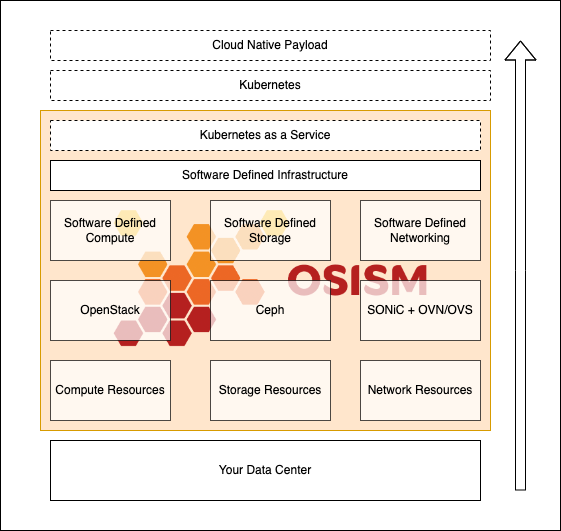 Cloud Native Payload
Kubernetes
Kubernetes as a Service
Software Defined Infrastructure
Software Defined
Compute
Software Defined
Storage
Software Defined
Networking
OSISM
OpenStack
Ceph
SONiC + OVN/OVS
Compute Resources
Storage Resources
Network Resources
Your Data Center